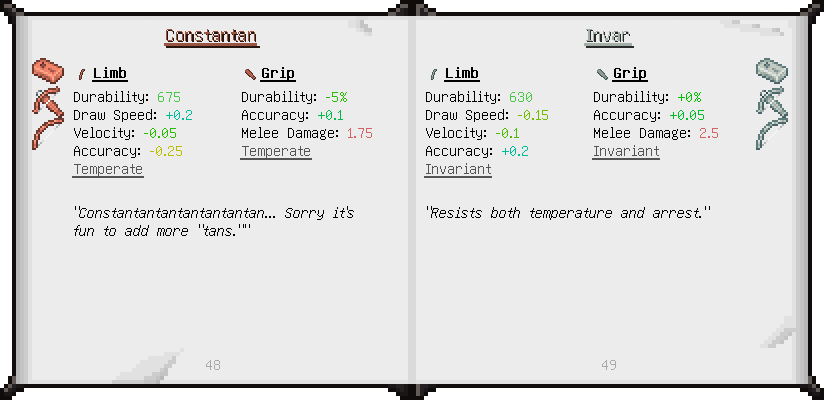 Constantan
Limb
Durability: 675
Draw Speed: +0.2
Velocity: -0.05
Accuracy: -0.25
Temperate
Grip
Durability: -5%
Accuracy: +0.1
Melee Damage: 1.75
Temperate
"Constantantantantantantan... Sorry it's
fun to add more "tans.""
48
Invar
Limb
Durability: 630
Draw Speed: -0.15
Velocity: -0.1
Accuracy: +0.2
Invariant
Grip
Durability: +0%
Accuracy: +0.05
Melee Damage: 2.5
Invariant
"Resists both temperature and arrest."
49